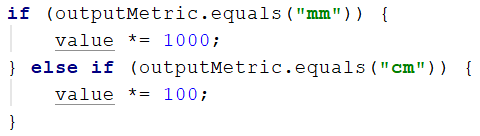 if (outputMetric.equals("mm")) {
    value *= 1000;
} else if (outputMetric.equals("cm")) {
    value *= 100;
}